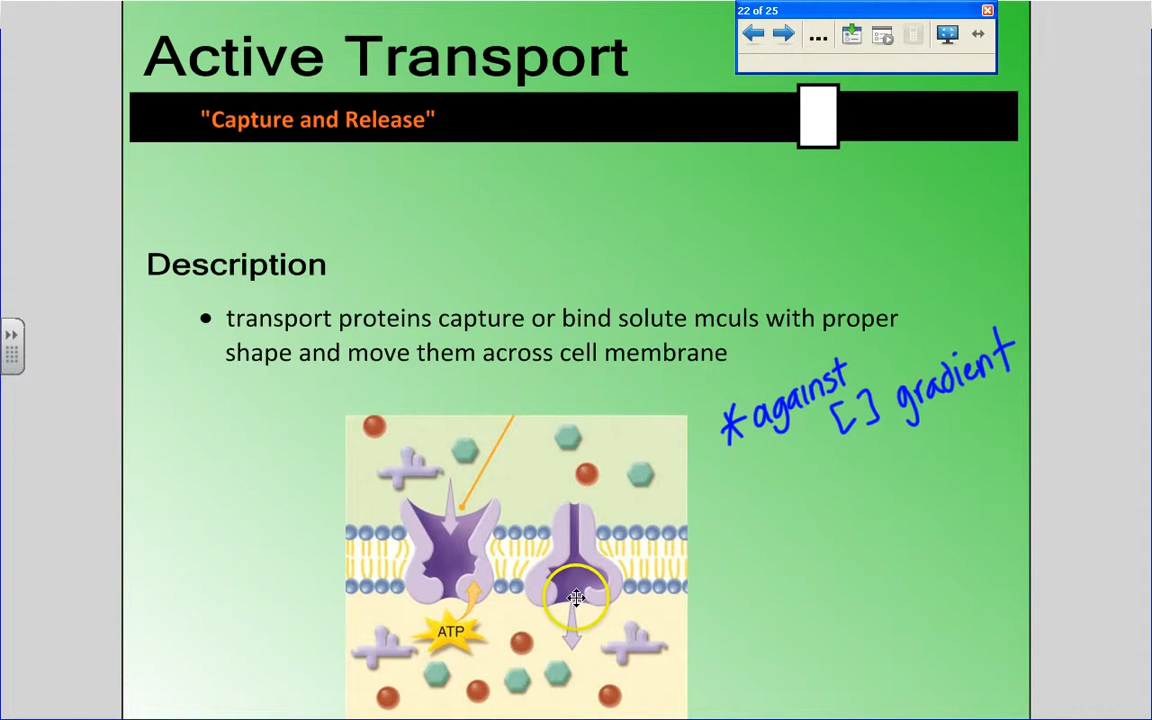 22 of 25
Active Transport
"Capture and Release"
Description
• transport proteins capture or bind solute mculs with proper
shape and move them across cell membrane
*against
[ ] gradient
ATP